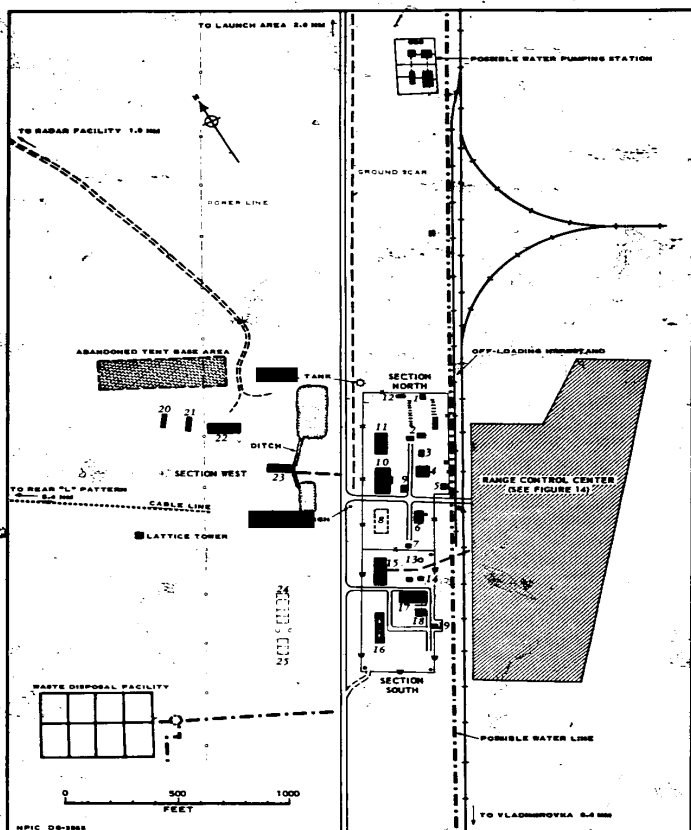 TO LAUNCH AREA 2.0 NM
POSSIBLE WATER PUMPING STATION
TO RADAR FACILITY 1.8 NM
GROUND SCAR
POWER LINE
ABANDONED TENT BASE AREA
OFF-LOADING
TANK
SECTION
NORTH
12
1
20
21
22
11
2
DITCH
3
10
4
SECTION WEST
23
9
5
RANGE CONTROL CENTER
(SEE FIGURE 14)
TO REAR "L" PATTERN
CABLE LINE
8
6
LATTICE TOWER
7
13
15
14
24
17
18
16
25
SECTION
SOUTH
WASTE DISPOSAL FACILITY
POSSIBLE WATER LINE
0
500
1000
FEET
TO VLADIMIROVKA
NPIC